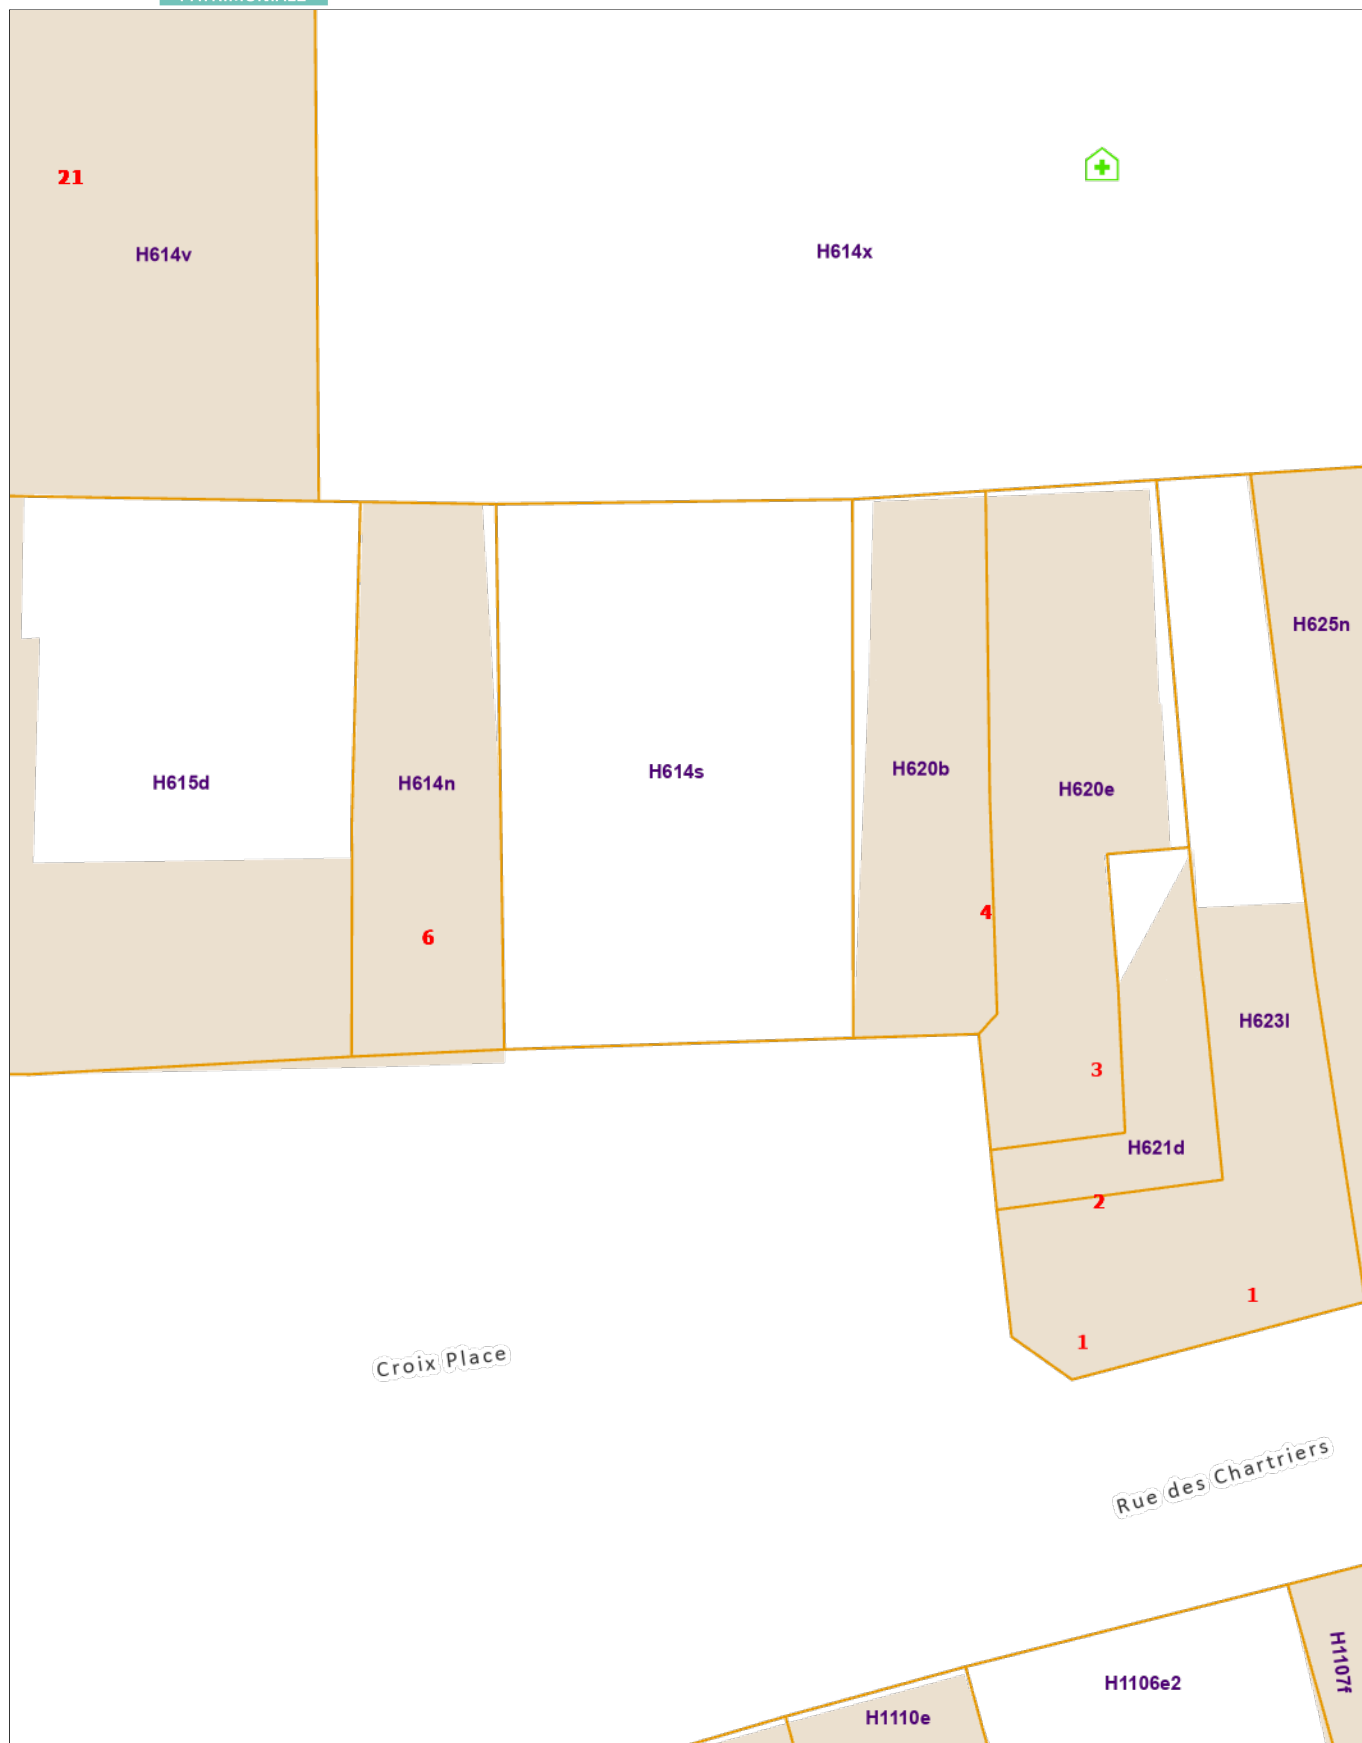 21
H614v
H614x
H625n
H615d
H614n
H614s
H620b
H620e
4
6
H623l
3
H621d
2
1
1
Croix Place
Rue des Chartriers
H1107f
H1106e2
H1110e